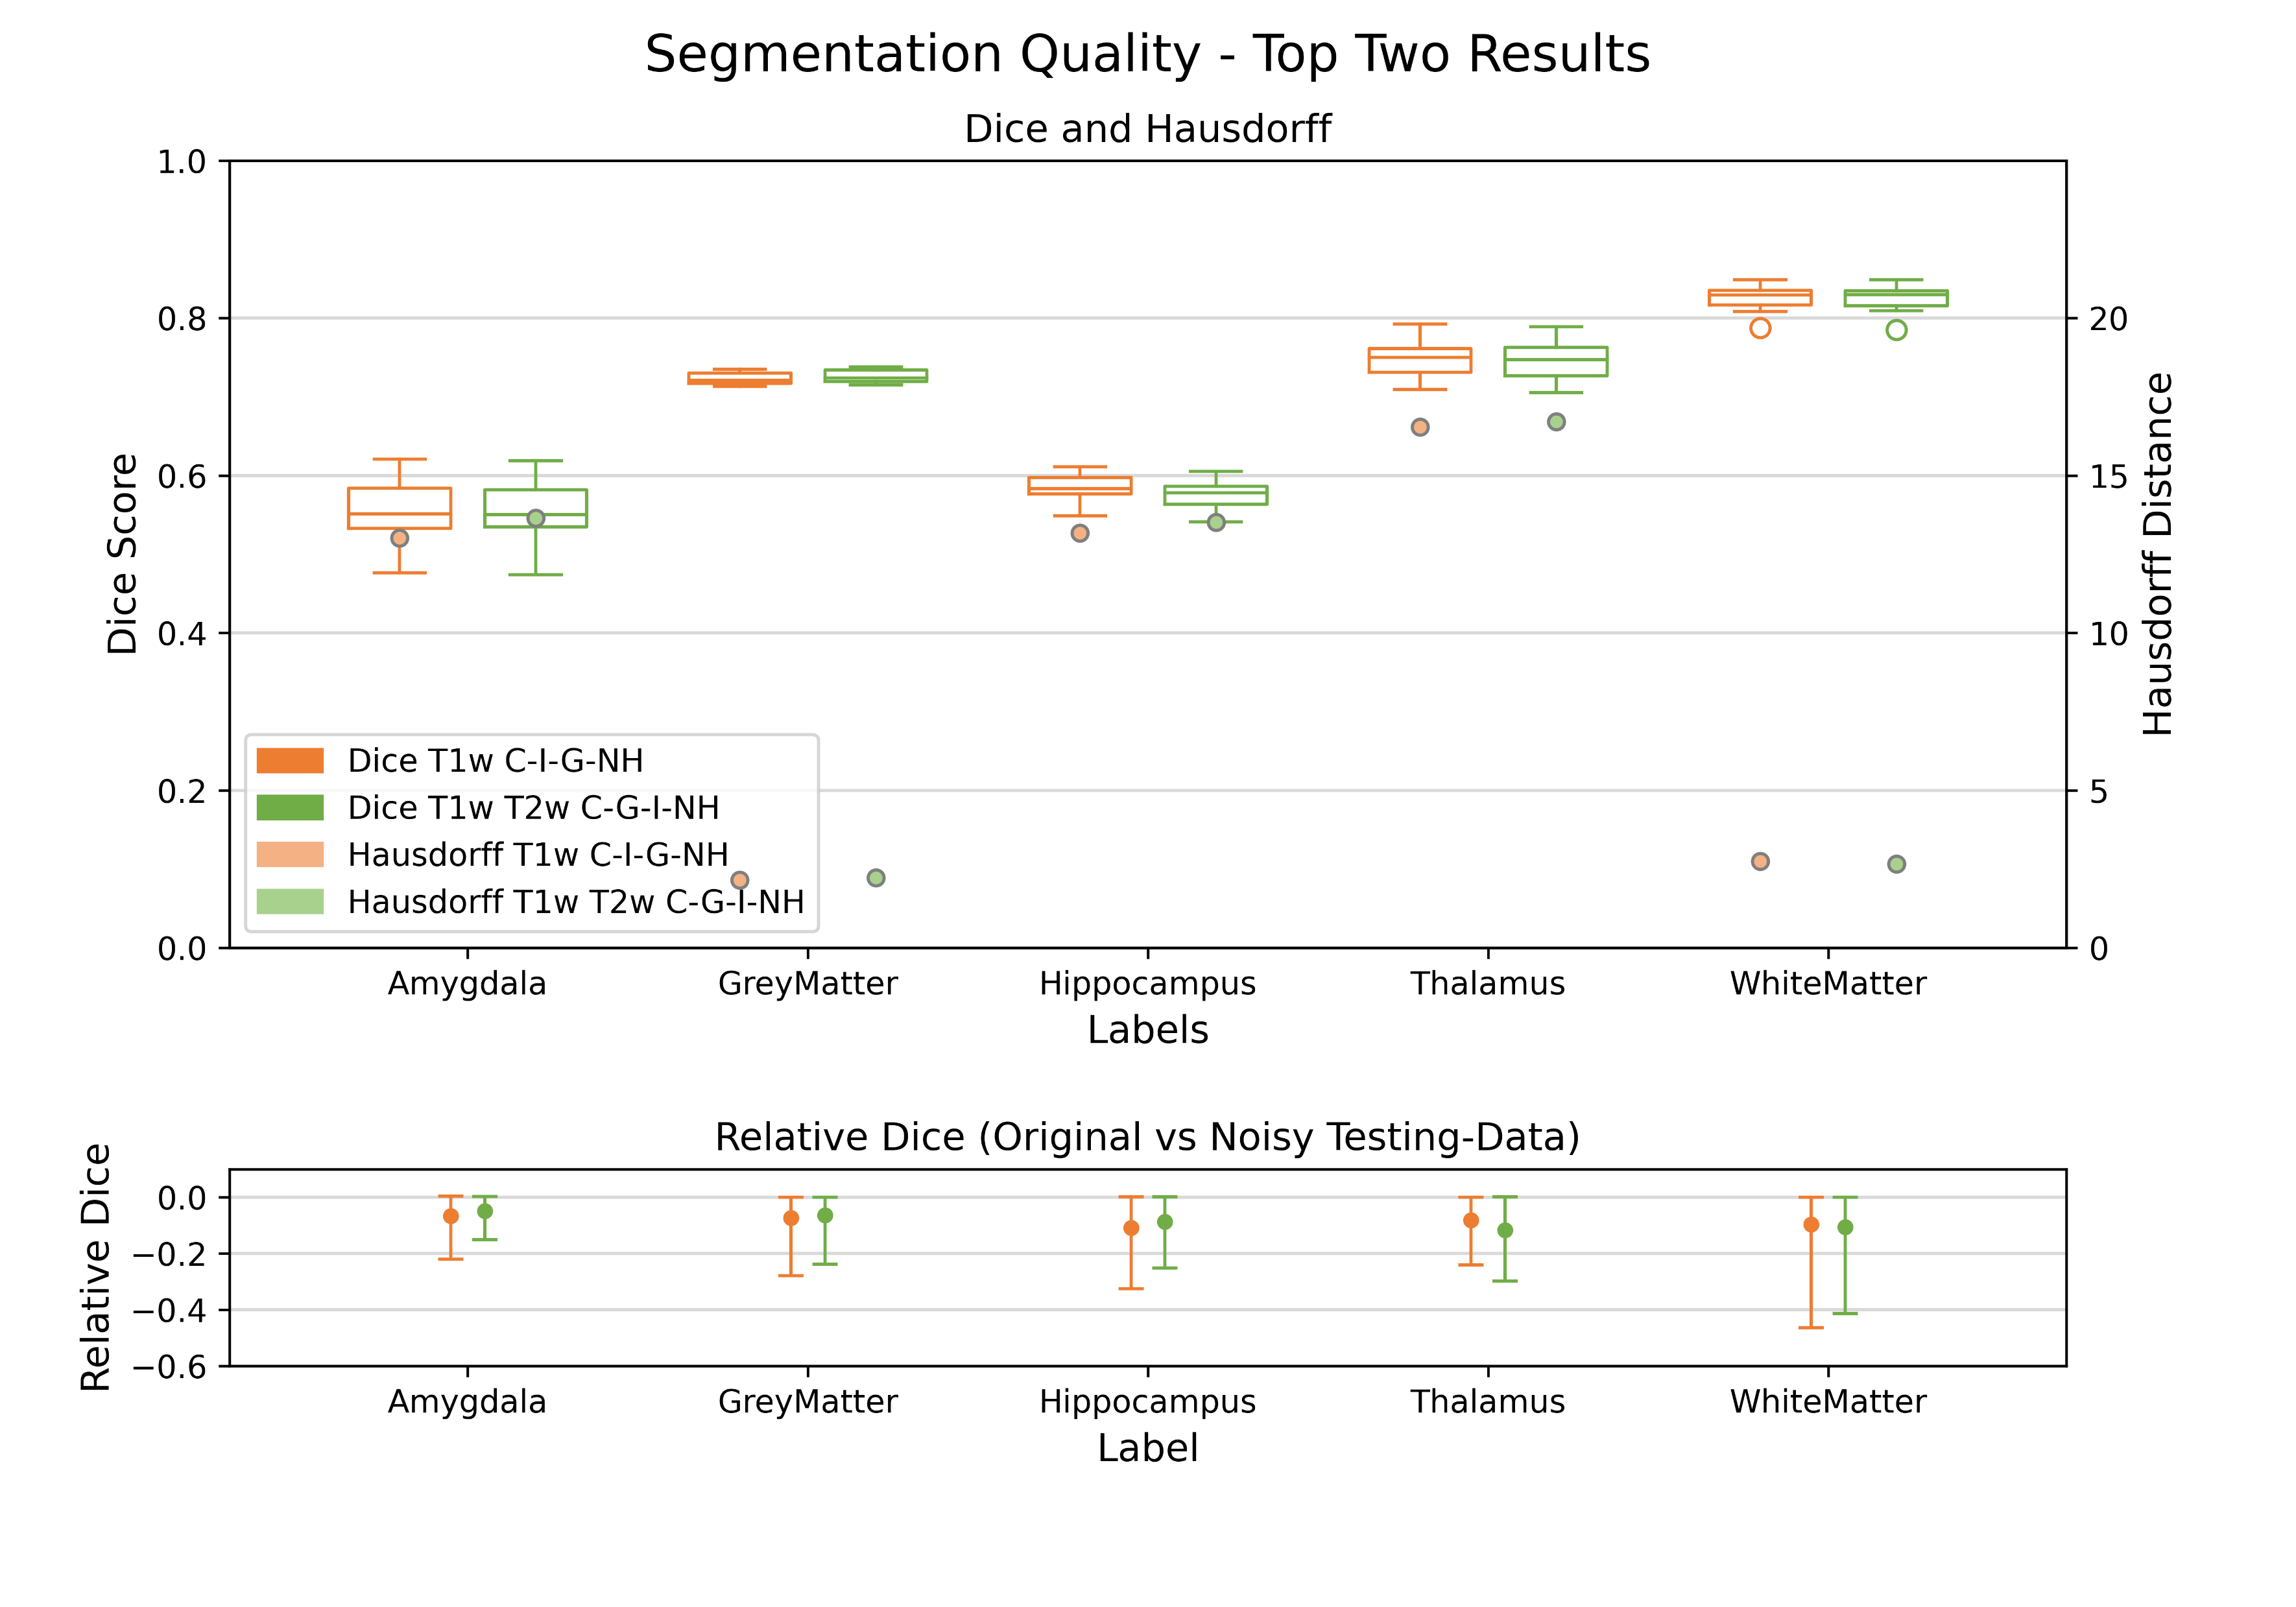 Segmentation Quality - Top Two Results
Dice and Hausdorff
1.0
0.8
0.6
0.4
0.2
0.0
Dice Score
20
15
10
5
0
Hausdorff Distance
Dice T1w C-I-G-NH
Dice T1w T2w C-G-I-NH
Hausdorff T1w C-I-G-NH
Hausdorff T1w T2w C-G-I-NH
Amygdala GreyMatter Hippocampus Thalamus WhiteMatter
Labels
Relative Dice (Original vs Noisy Testing-Data)
Relative Dice
0.0
−0.2
−0.4
−0.6
Amygdala GreyMatter Hippocampus Thalamus WhiteMatter
Label